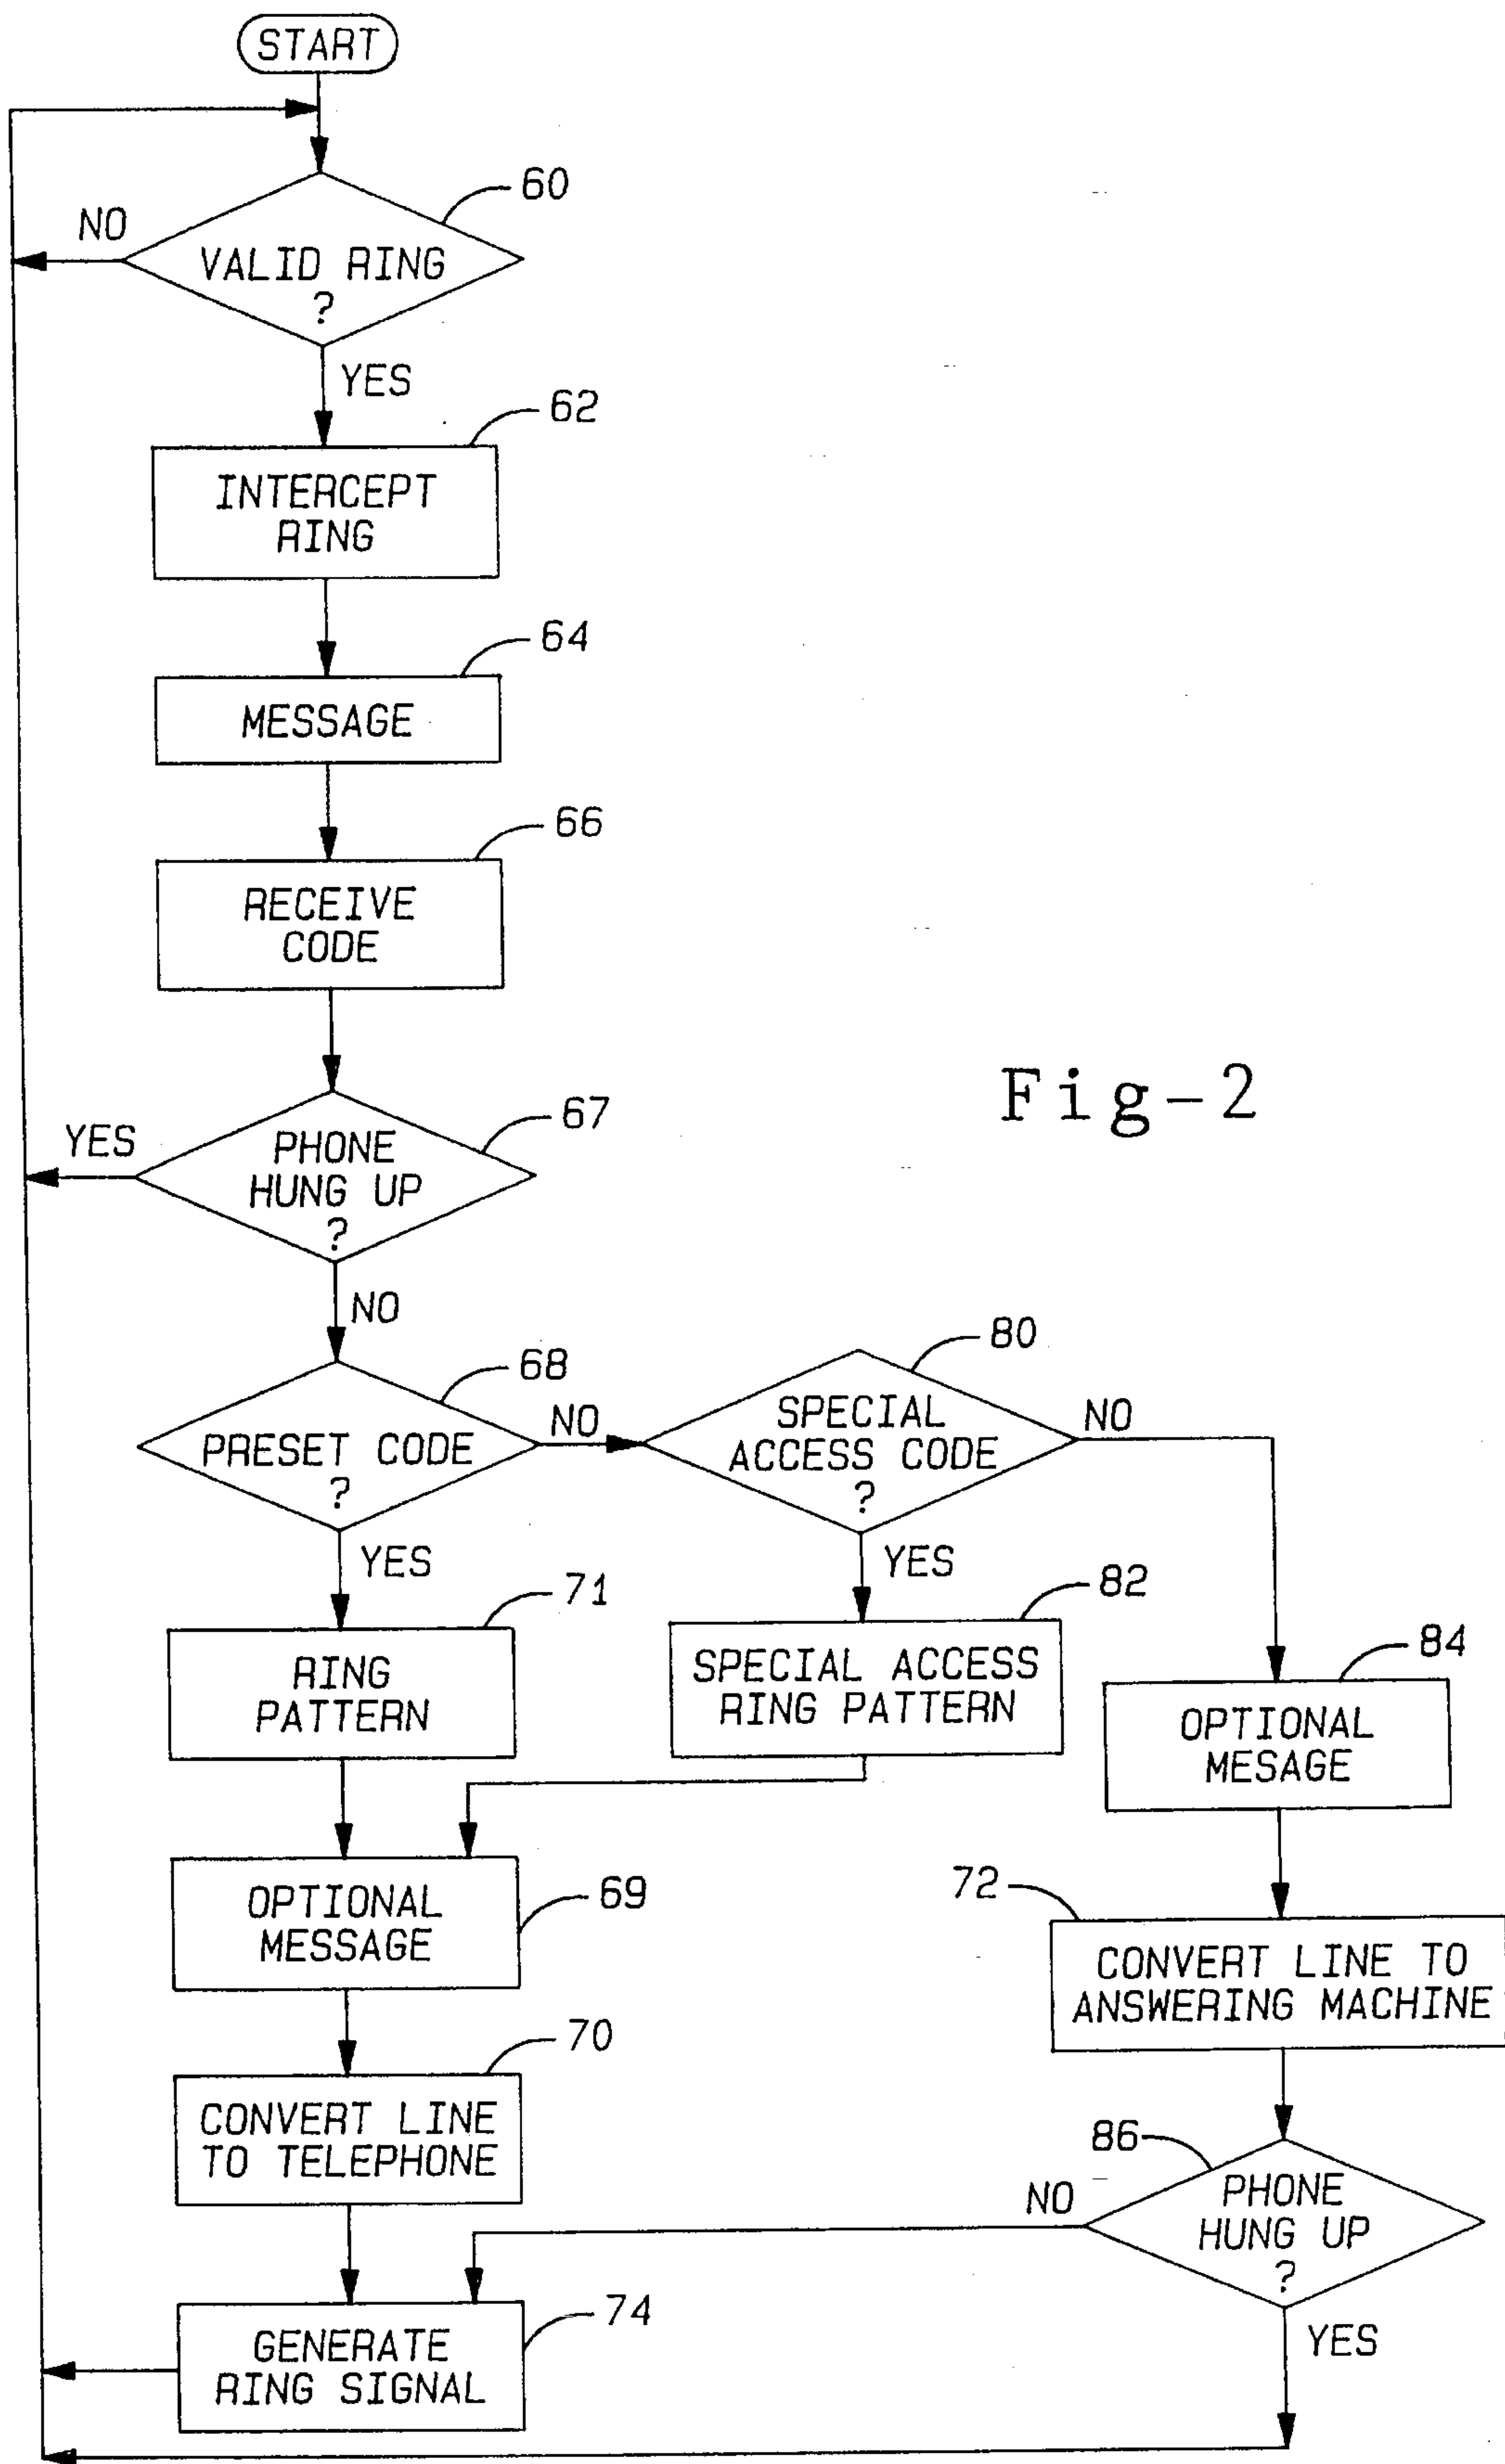 START
60
NO
VALID RING
?
YES
62
INTERCEPT
RING
64
MESSAGE
66
RECEIVE
CODE
Fig-2
67
YES
PHONE
HUNG UP
?
NO
80
68
NO
SPECIAL
ACCESS CODE
?
NO
PRESET CODE
?
YES
YES
71
82
RING
PATTERN
SPECIAL ACCESS
RING PATTERN
84
OPTIONAL
MESAGE
69
OPTIONAL
MESSAGE
72
CONVERT LINE TO
ANSWERING MACHINE
70
CONVERT LINE
TO TELEPHONE
86
NO
PHONE
HUNG UP
?
74
GENERATE
RING SIGNAL
YES